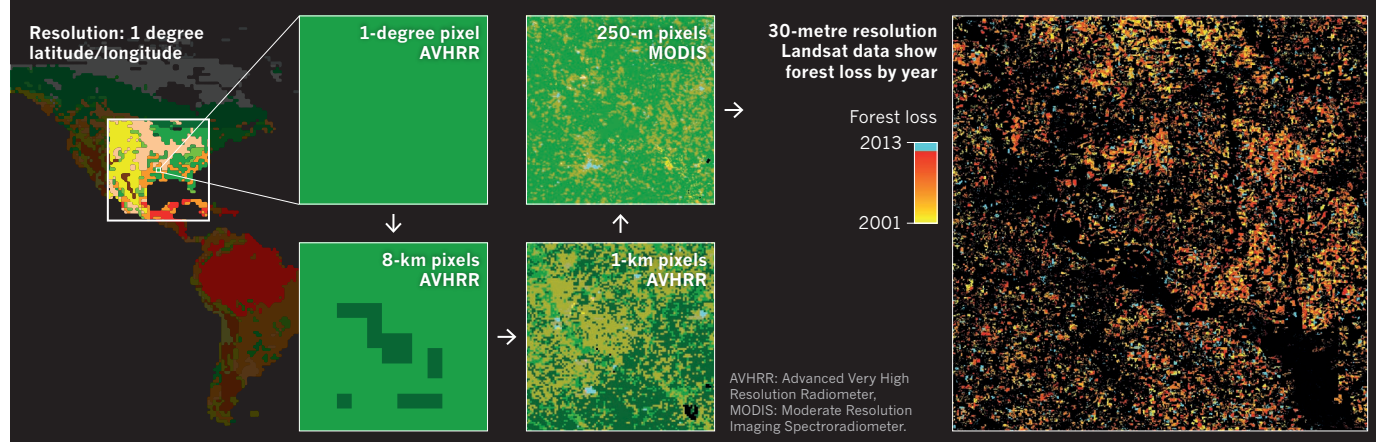 Resolution: 1 degree
latitude/longitude
1-degree pixel
AVHRR
8-km pixels
AVHRR
1-km pixels
AVHRR
250-m pixels
MODIS
30-metre resolution
Landsat data show
forest loss by year
Forest loss
2013
2001
AVHRR: Advanced Very High
Resolution Radiometer,
MODIS: Moderate Resolution
Imaging Spectroradiometer.